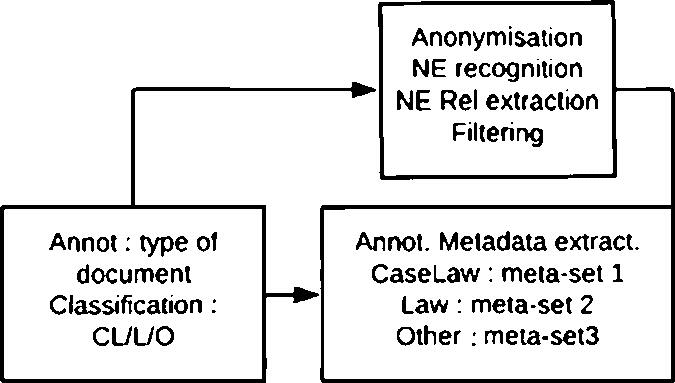 Anonymisation
NE recognition
NE Rel extraction
Filtering
Annot : type of
document
Classification :
CL/L/O
Annot. Metadata extract.
CaseLaw : meta-set 1
Law : meta-set 2
Other : meta-set3